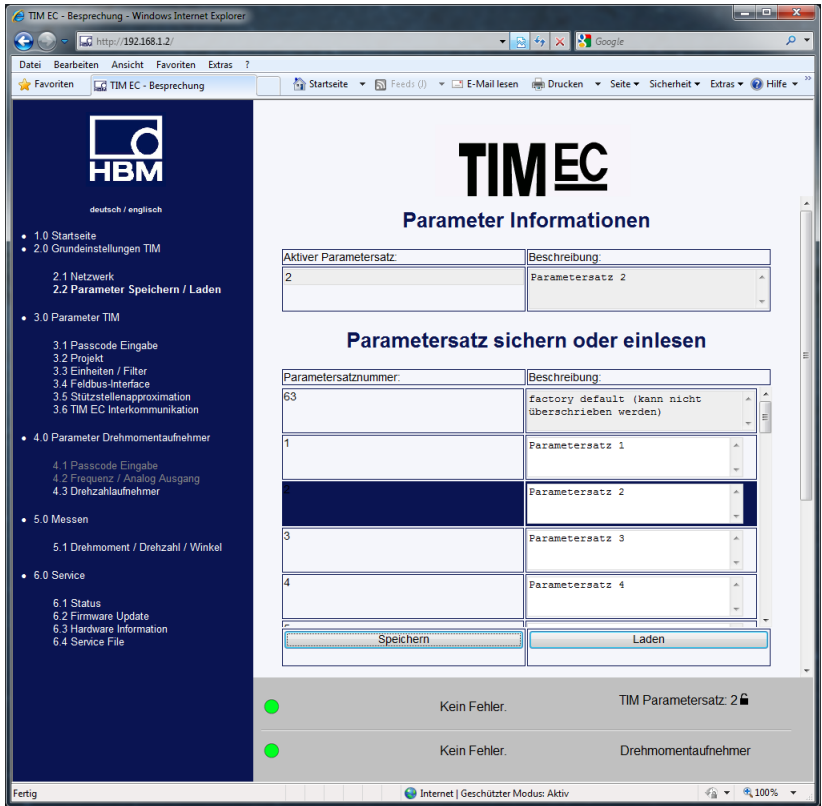 TIM EC - Besprechung - Windows Internet Explorer
http://192.168.1.2/
Google
Datei Bearbeiten Ansicht Favoriten Extras ?
Favoriten TIM EC - Besprechung Startseite Feeds (J) E-Mail lesen Drucken Seite Sicherheit Extras Hilfe »
HBM
deutsch / englisch
• 1.0 Startseite
• 2.0 Grundeinstellungen TIM
2.1 Netzwerk
2.2 Parameter Speichern / Laden
• 3.0 Parameter TIM
3.1 Passcode Eingabe
3.2 Projekt
3.3 Einheiten / Filter
3.4 Feldbus-Interface
3.5 Stützstellenapproximation
3.6 TIM EC Interkommunikation
• 4.0 Parameter Drehmomentaufnehmer
4.1 Passcode Eingabe
4.2 Frequenz / Analog Ausgang
4.3 Drehzahlaufnehmer
• 5.0 Messen
5.1 Drehmoment / Drehzahl / Winkel
• 6.0 Service
6.1 Status
6.2 Firmware Update
6.3 Hardware Information
6.4 Service File
TIM EC
Parameter Informationen
Aktiver Parametersatz: Beschreibung:
2 Parametersatz 2
Parametersatz sichern oder einlesen
Parametersatznummer: Beschreibung:
63 factory default (kann nicht
überschrieben werden)
1 Parametersatz 1
2 Parametersatz 2
3 Parametersatz 3
4 Parametersatz 4
Speichern Laden
Kein Fehler. TIM Parametersatz: 2
Kein Fehler. Drehmomentaufnehmer
Fertig Internet | Geschützter Modus: Aktiv 100%